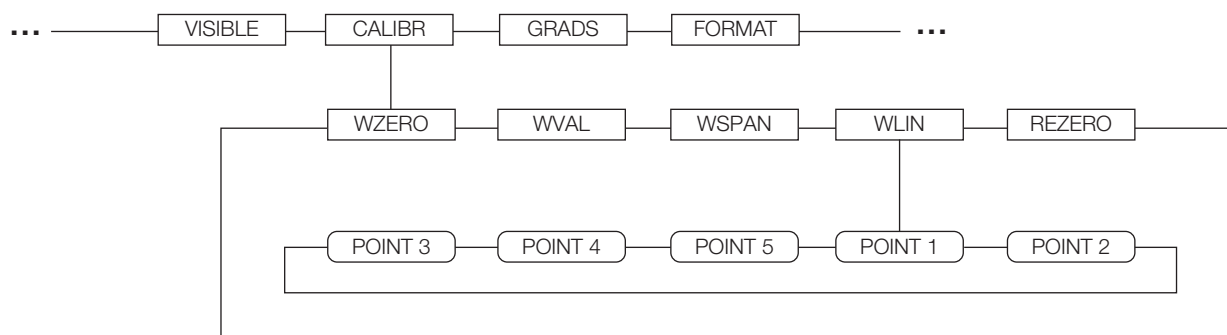 ... VISIBLE CALIBR GRADS FORMAT ...
WZERO WVAL WSPAN WLIN REZERO
POINT 3 POINT 4 POINT 5 POINT 1 POINT 2